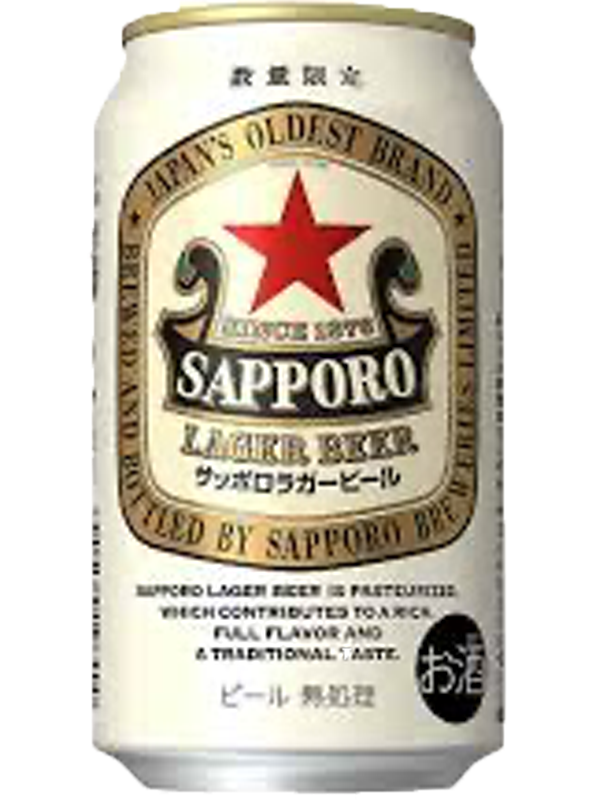 数量限定
JAPAN'S OLDEST BRAND
BREWED AND BOTTLED BY SAPPORO BREWERIES LIMITED
SINCE 1876
SAPPORO
LAGER BEER
サッポロラガービール
SAPPORO LAGER BEER IS PASTEURIZED,
WHICH CONTRIBUTES TO A RICH,
FULL FLAVOR AND
A TRADITIONAL TASTE.
ビール 熱処理
お酒